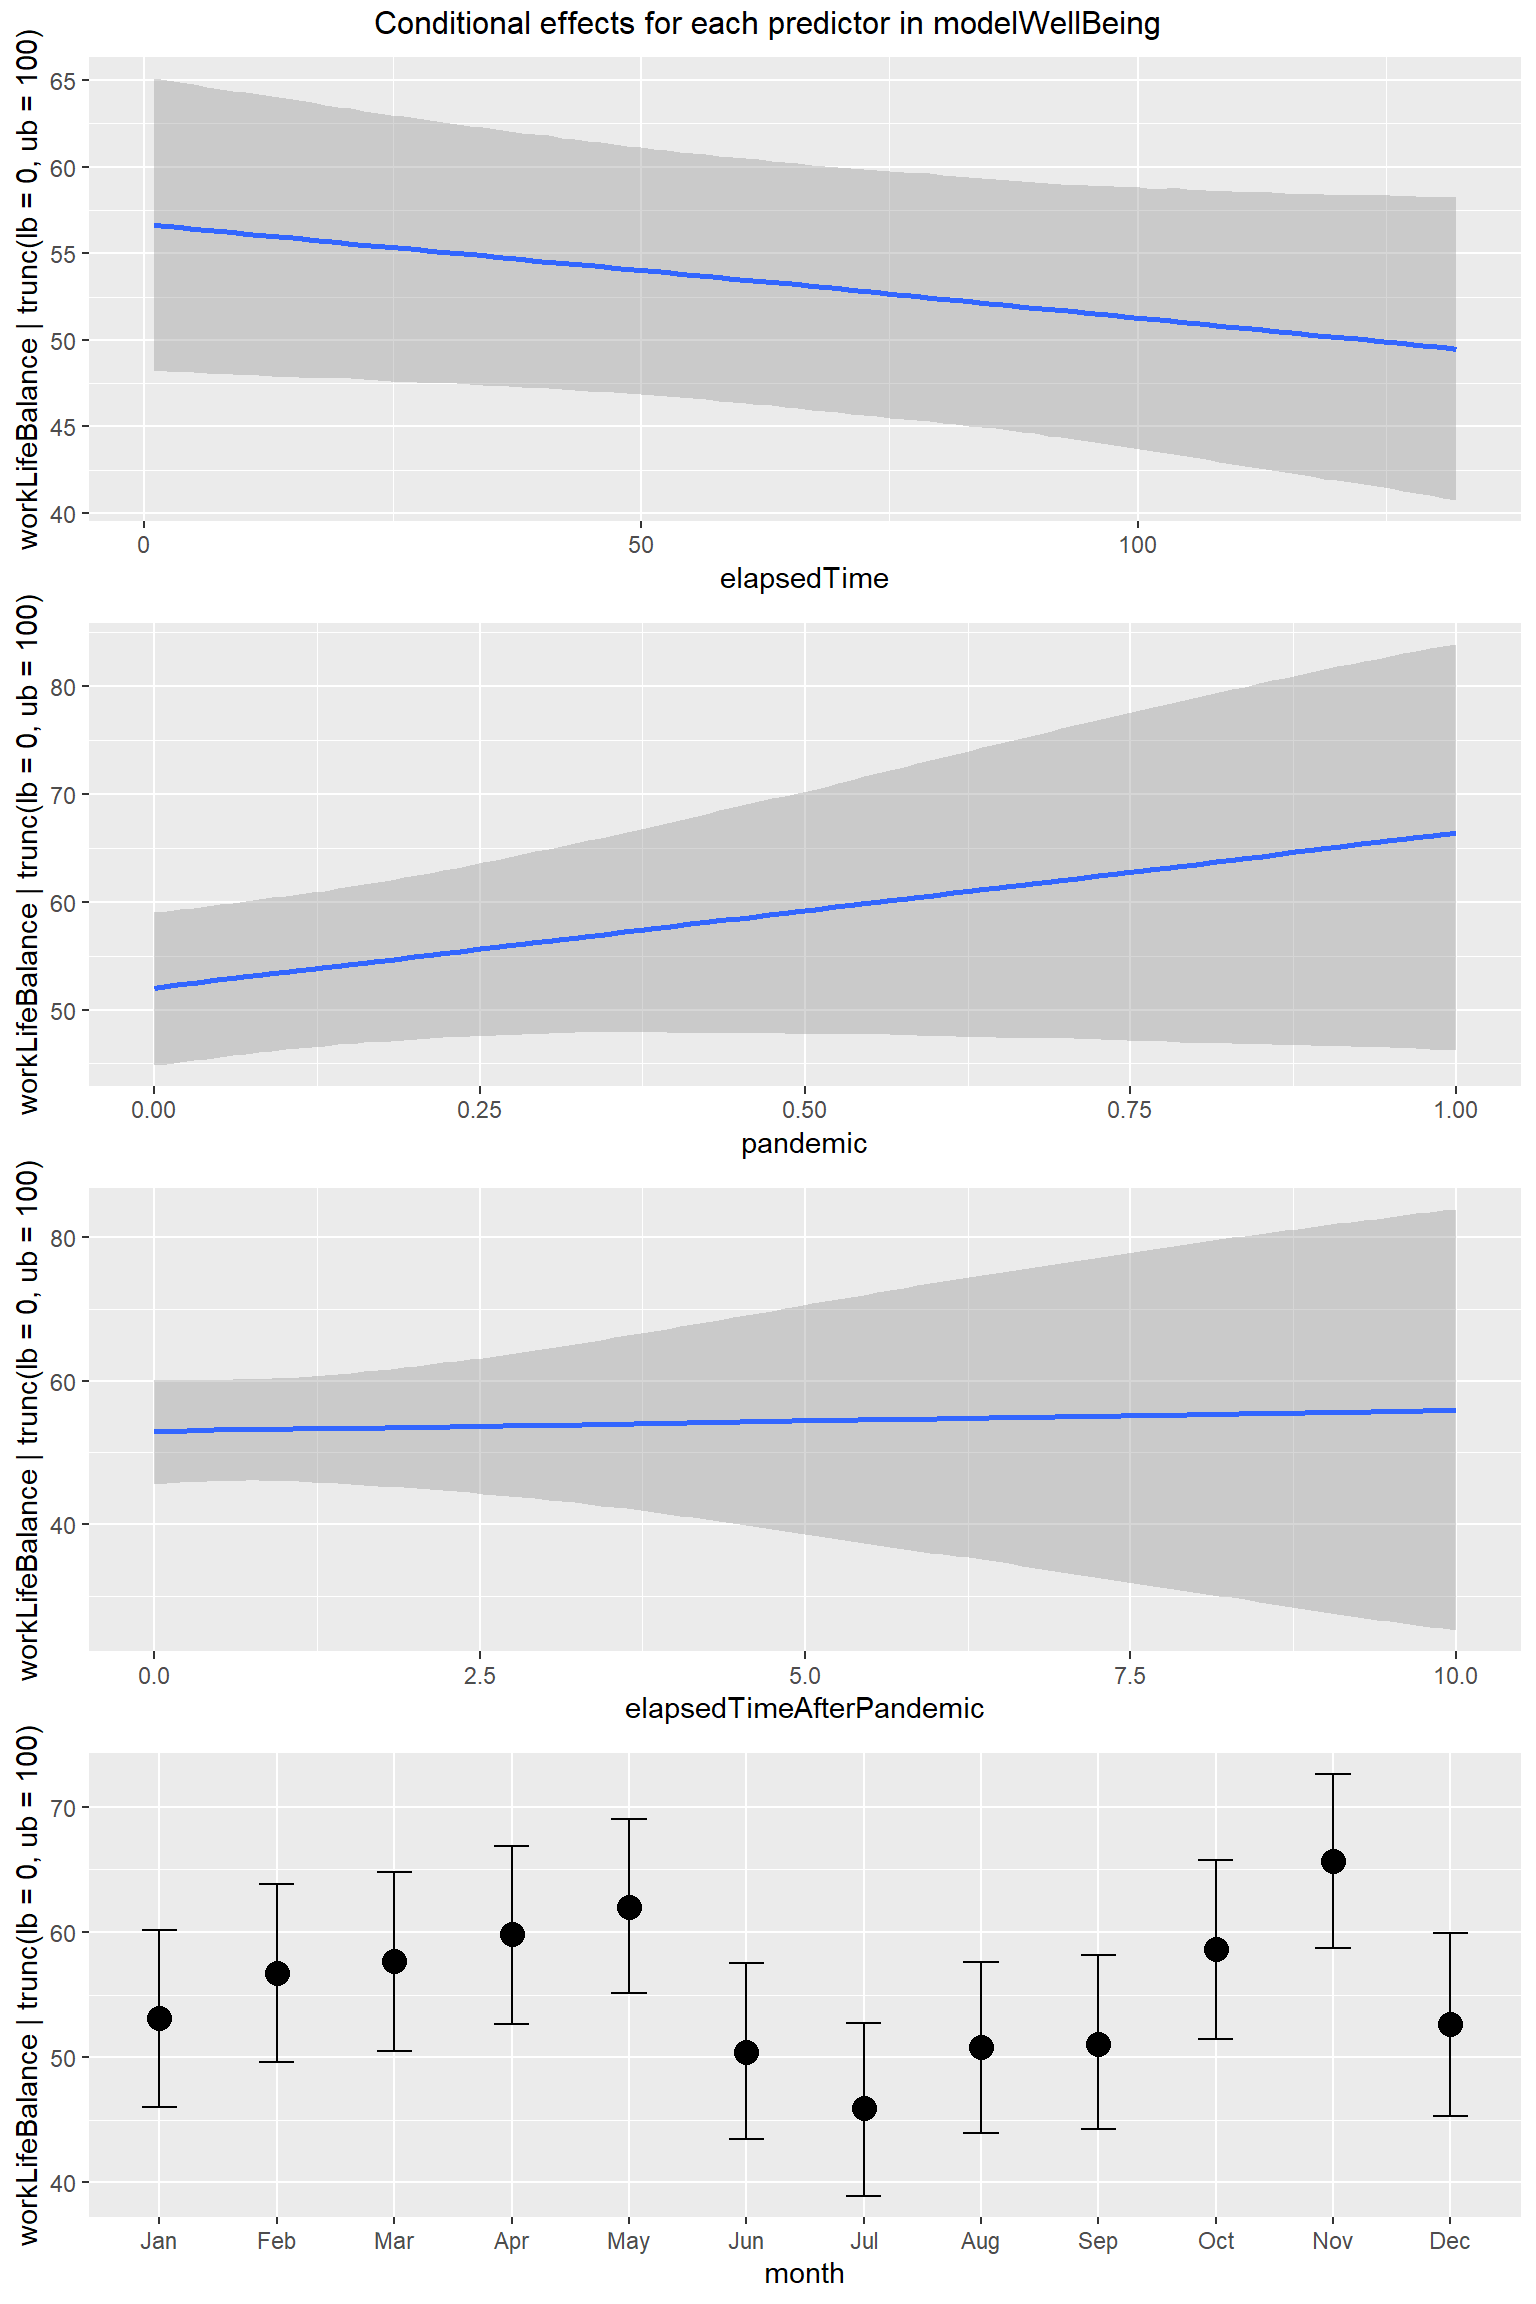 Conditional effects for each predictor in modelWellBeing
workLifeBalance | trunc(lb = 0, ub = 100)
65
60
55
50
45
40
0 50 100
elapsedTime
workLifeBalance | trunc(lb = 0, ub = 100)
80
70
60
50
0.00 0.25 0.50 0.75 1.00
pandemic
workLifeBalance | trunc(lb = 0, ub = 100)
80
60
40
0.0 2.5 5.0 7.5 10.0
elapsedTimeAfterPandemic
workLifeBalance | trunc(lb = 0, ub = 100)
70
60
50
40
Jan Feb Mar Apr May Jun Jul Aug Sep Oct Nov Dec
month